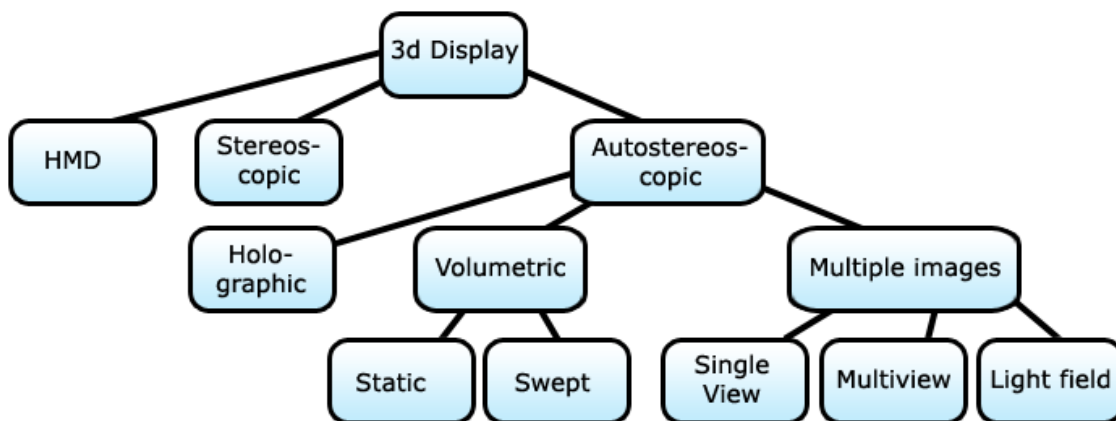 3d Display
HMD
Stereos-
copic
Autostereos-
copic
Holo-
graphic
Volumetric
Multiple images
Static
Swept
Single
View
Multiview
Light field